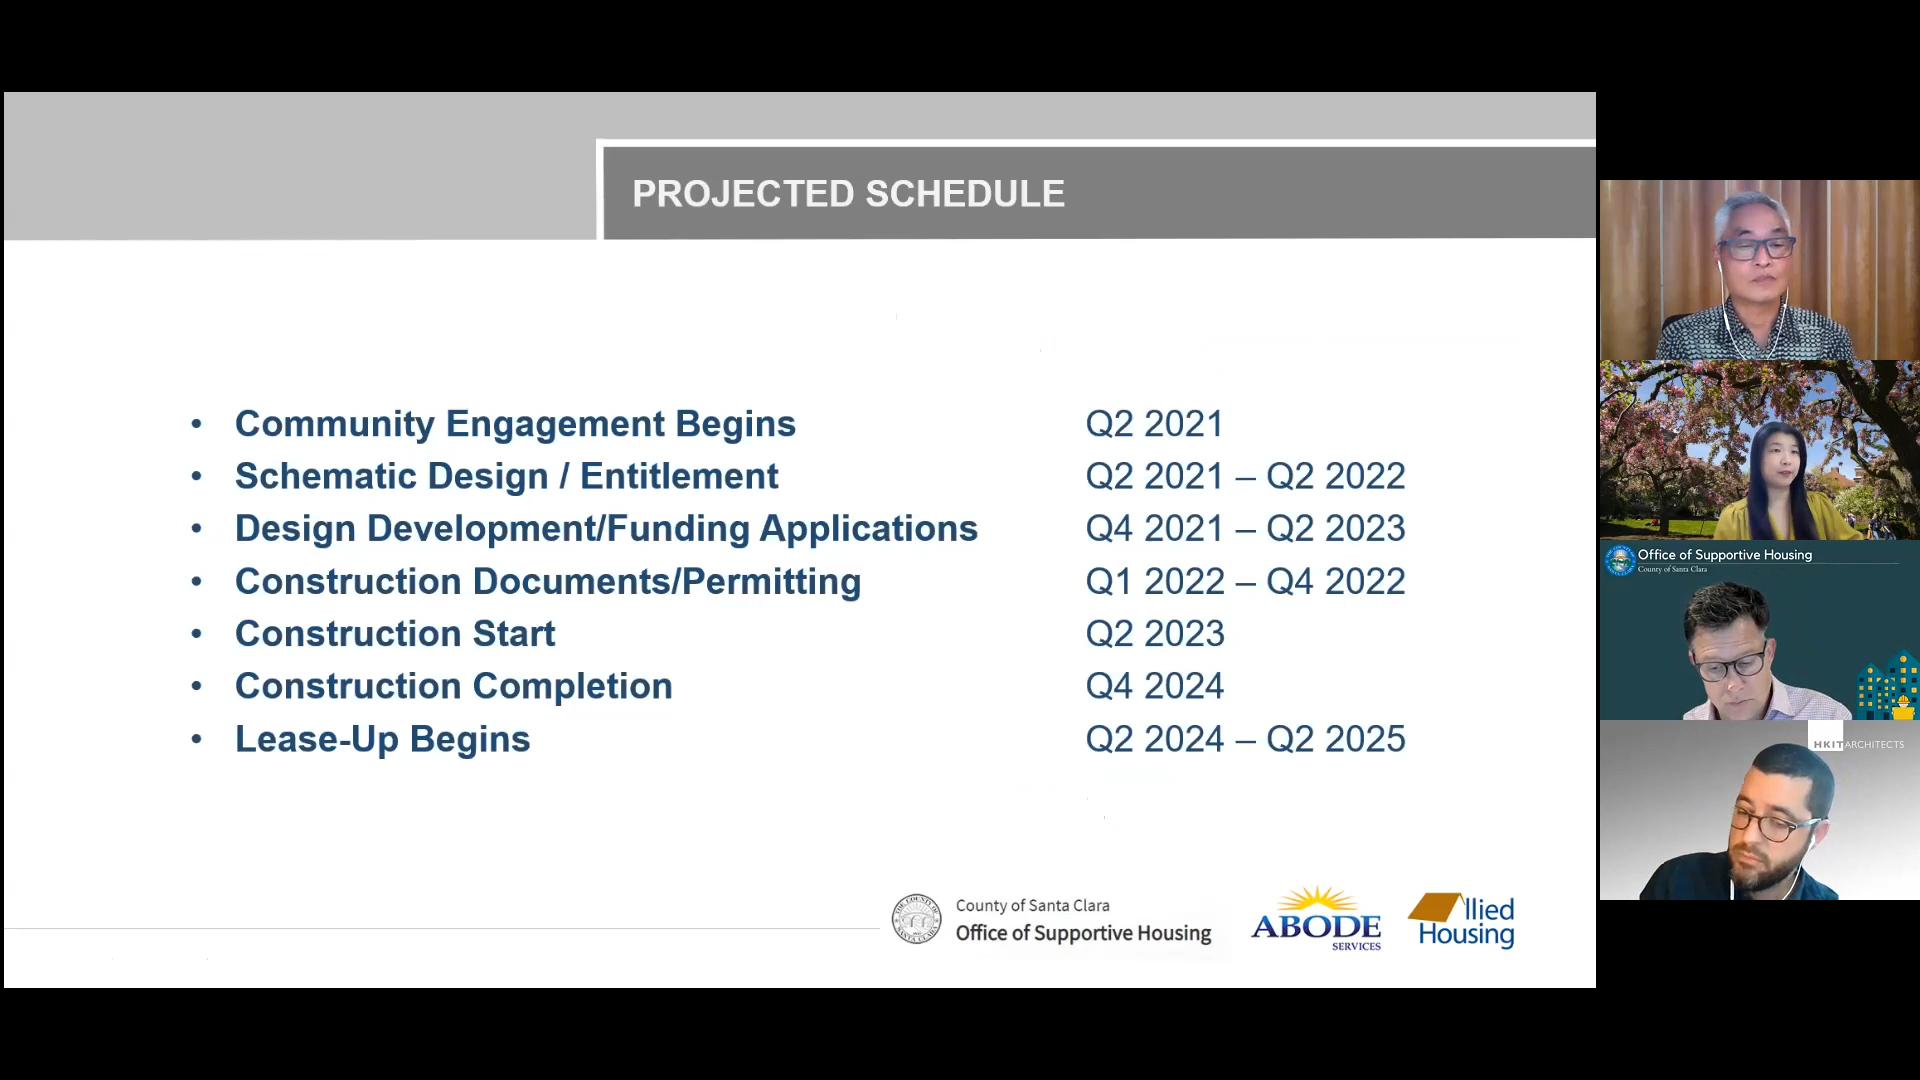 PROJECTED SCHEDULE
• Community Engagement Begins Q2 2021
• Schematic Design / Entitlement Q2 2021 – Q2 2022
• Design Development/Funding Applications Q4 2021 – Q2 2023
• Construction Documents/Permitting Q1 2022 – Q4 2022
• Construction Start Q2 2023
• Construction Completion Q4 2024
• Lease-Up Begins Q2 2024 – Q2 2025
County of Santa Clara
Office of Supportive Housing
ABODE
SERVICES
llied
Housing
Office of Supportive Housing
County of Santa Clara
HKIT ARCHITECTS